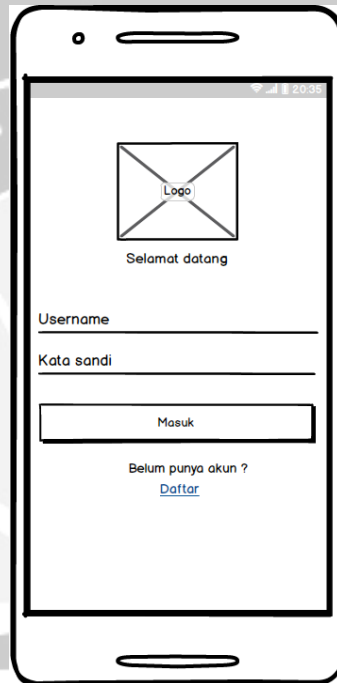 20:35
Logo
Selamat datang
Username
Kata sandi
Masuk
Belum punya akun ?
Daftar